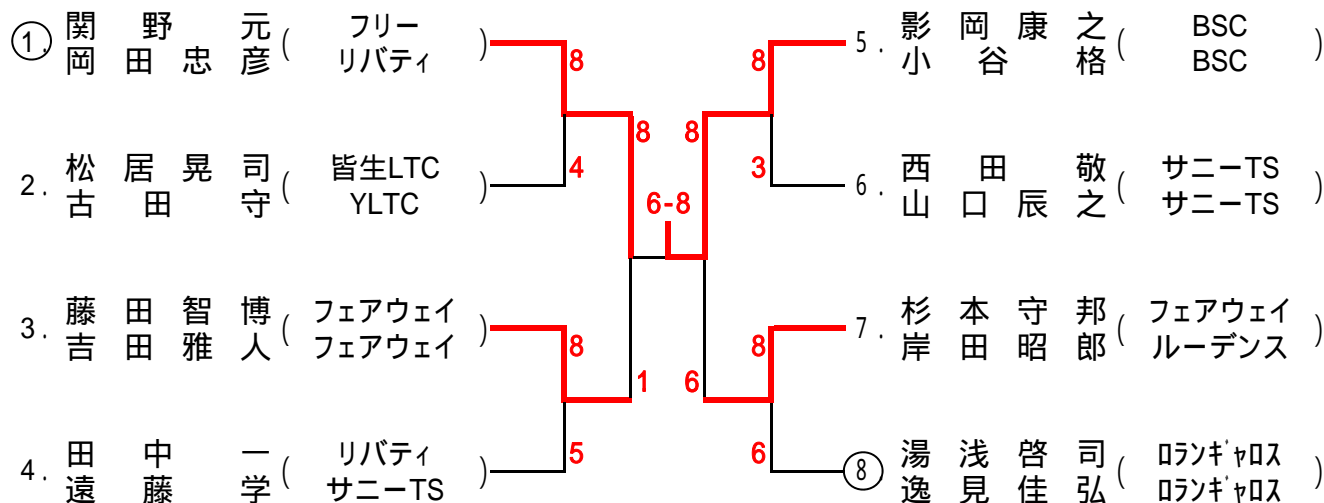 ① 関野元 ( フリー )
岡田忠彦 リバティ
2. 松居晃司 ( 皆生LTC )
古田守 YLTC
3. 藤田智博 ( フェアウェイ )
吉田雅人 フェアウェイ
4. 田中一 ( リバティ )
遠藤学 サニーTS
8
4
8
5
8
1
6-8
8
6
8
3
8
6
5. 影岡康之 ( BSC )
小谷格 BSC
6. 西田敬 ( サニーTS )
山口辰之 サニーTS
7. 杉本守邦 ( フェアウェイ )
岸田昭郎 ルーデンス
⑧ 湯浅啓司 ( ロランギャロス )
逸見佳弘 ロランギャロス